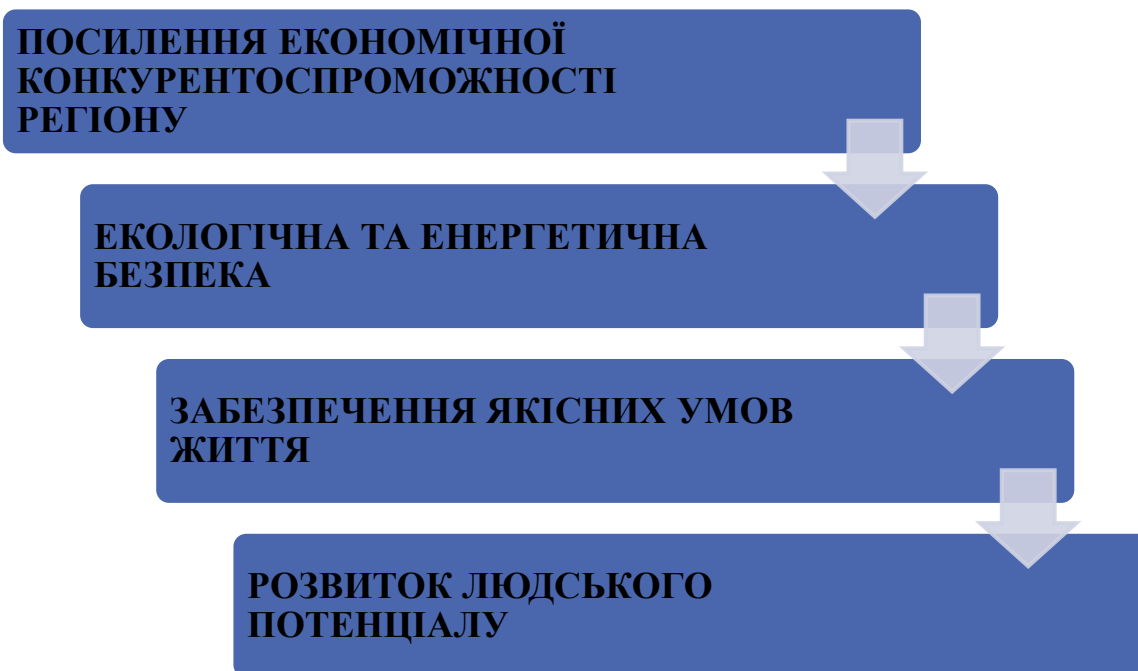 ПОСИЛЕННЯ ЕКОНОМІЧНОЇ
КОНКУРЕНТОСПРОМОЖНОСТІ
РЕГІОНУ
ЕКОЛОГІЧНА ТА ЕНЕРГЕТИЧНА
БЕЗПЕКА
ЗАБЕЗПЕЧЕННЯ ЯКІСНИХ УМОВ
ЖИТТЯ
РОЗВИТОК ЛЮДСЬКОГО
ПОТЕНЦІАЛУ